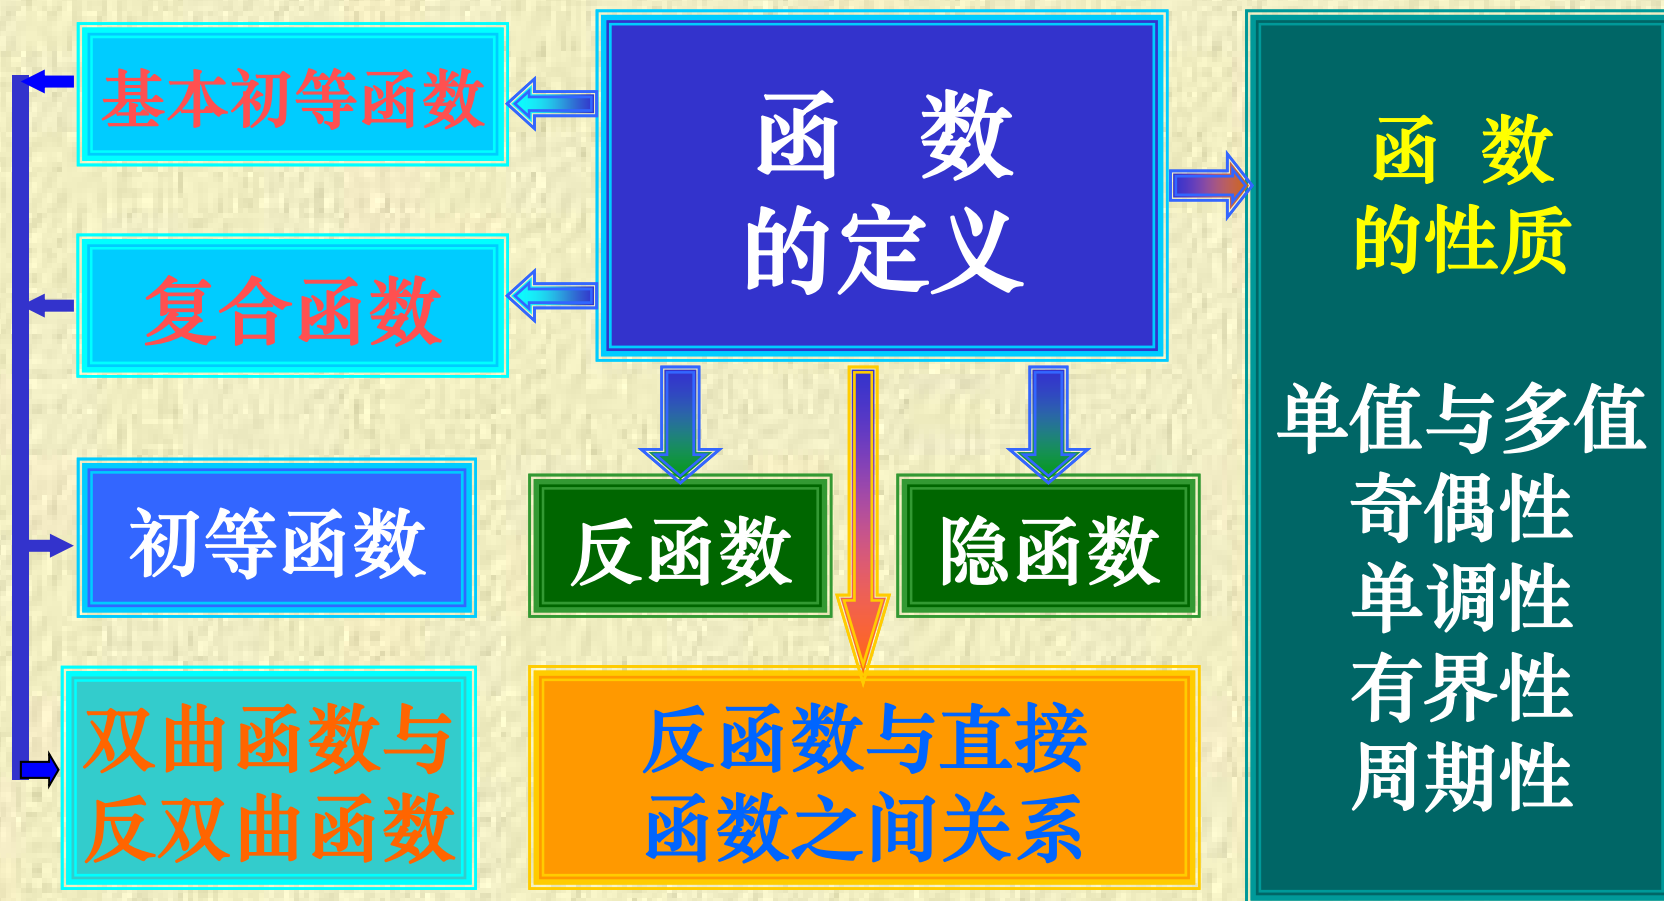 基本初等函数
复合函数
初等函数
双曲函数与
反双曲函数
函 数
的定义
反函数
隐函数
反函数与直接
函数之间关系
函 数
的性质
单值与多值
奇偶性
单调性
有界性
周期性